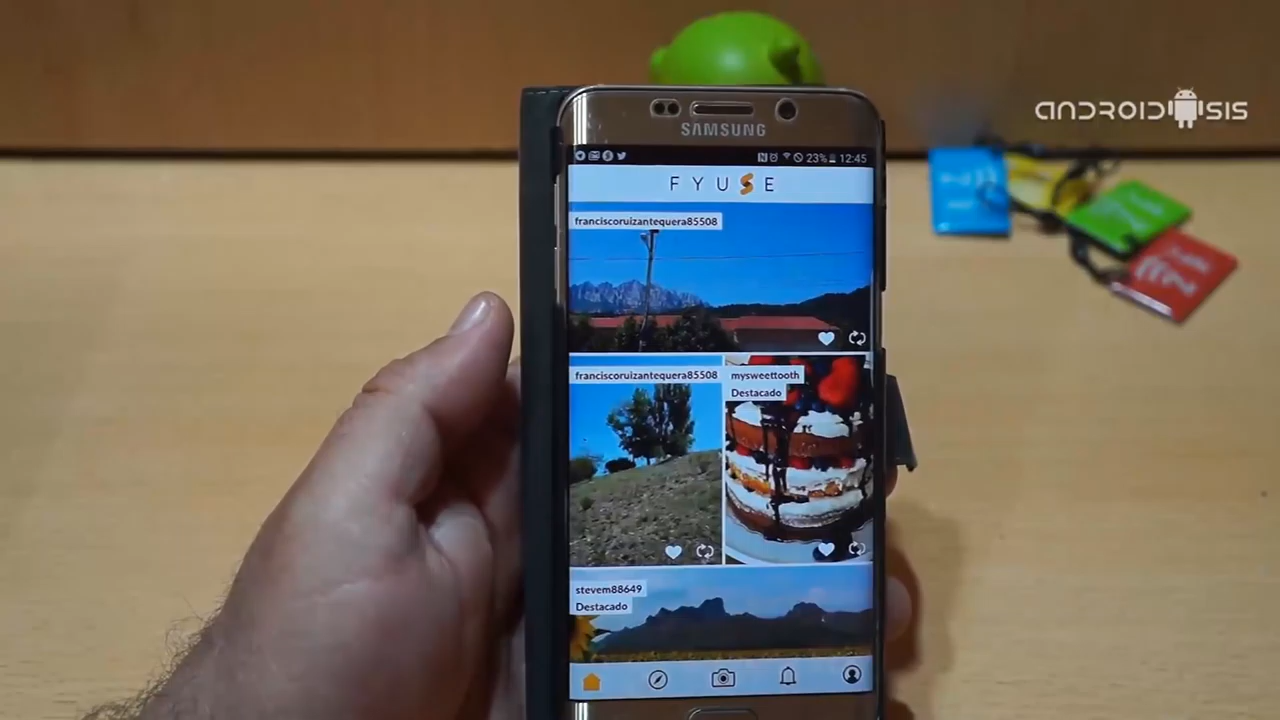 ANDROIDSIS
SAMSUNG
23% 12:45
FYUSE
franciscoruizantequera85508
franciscoruizantequera85508
mysweettooth
Destacado
stevem88649
Destacado